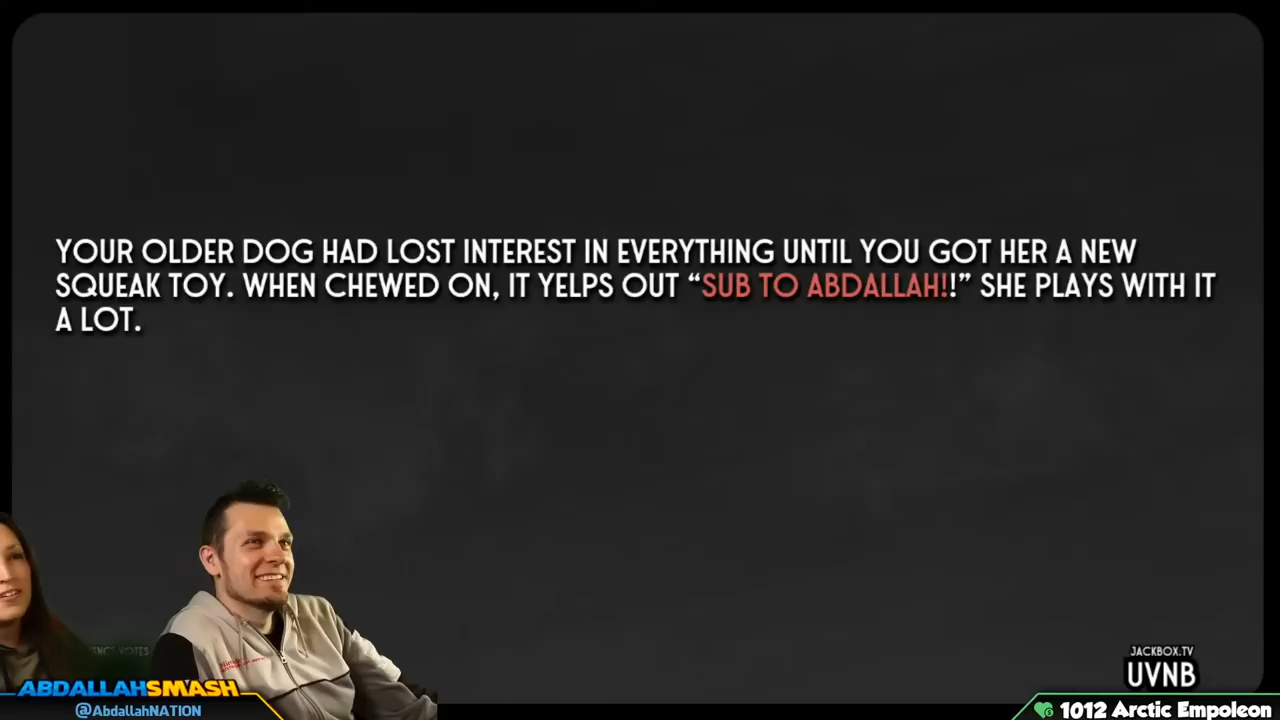 YOUR OLDER DOG HAD LOST INTEREST IN EVERYTHING UNTIL YOU GOT HER A NEW
SQUEAK TOY. WHEN CHEWED ON, IT YELPS OUT “SUB TO ABDALLAH!!” SHE PLAYS WITH IT
A LOT.
VOTES
JACKBOX.TV
UVNB
ABDALLAHSMASH
@AbdallahNATION
1012 Arctic Empoleon